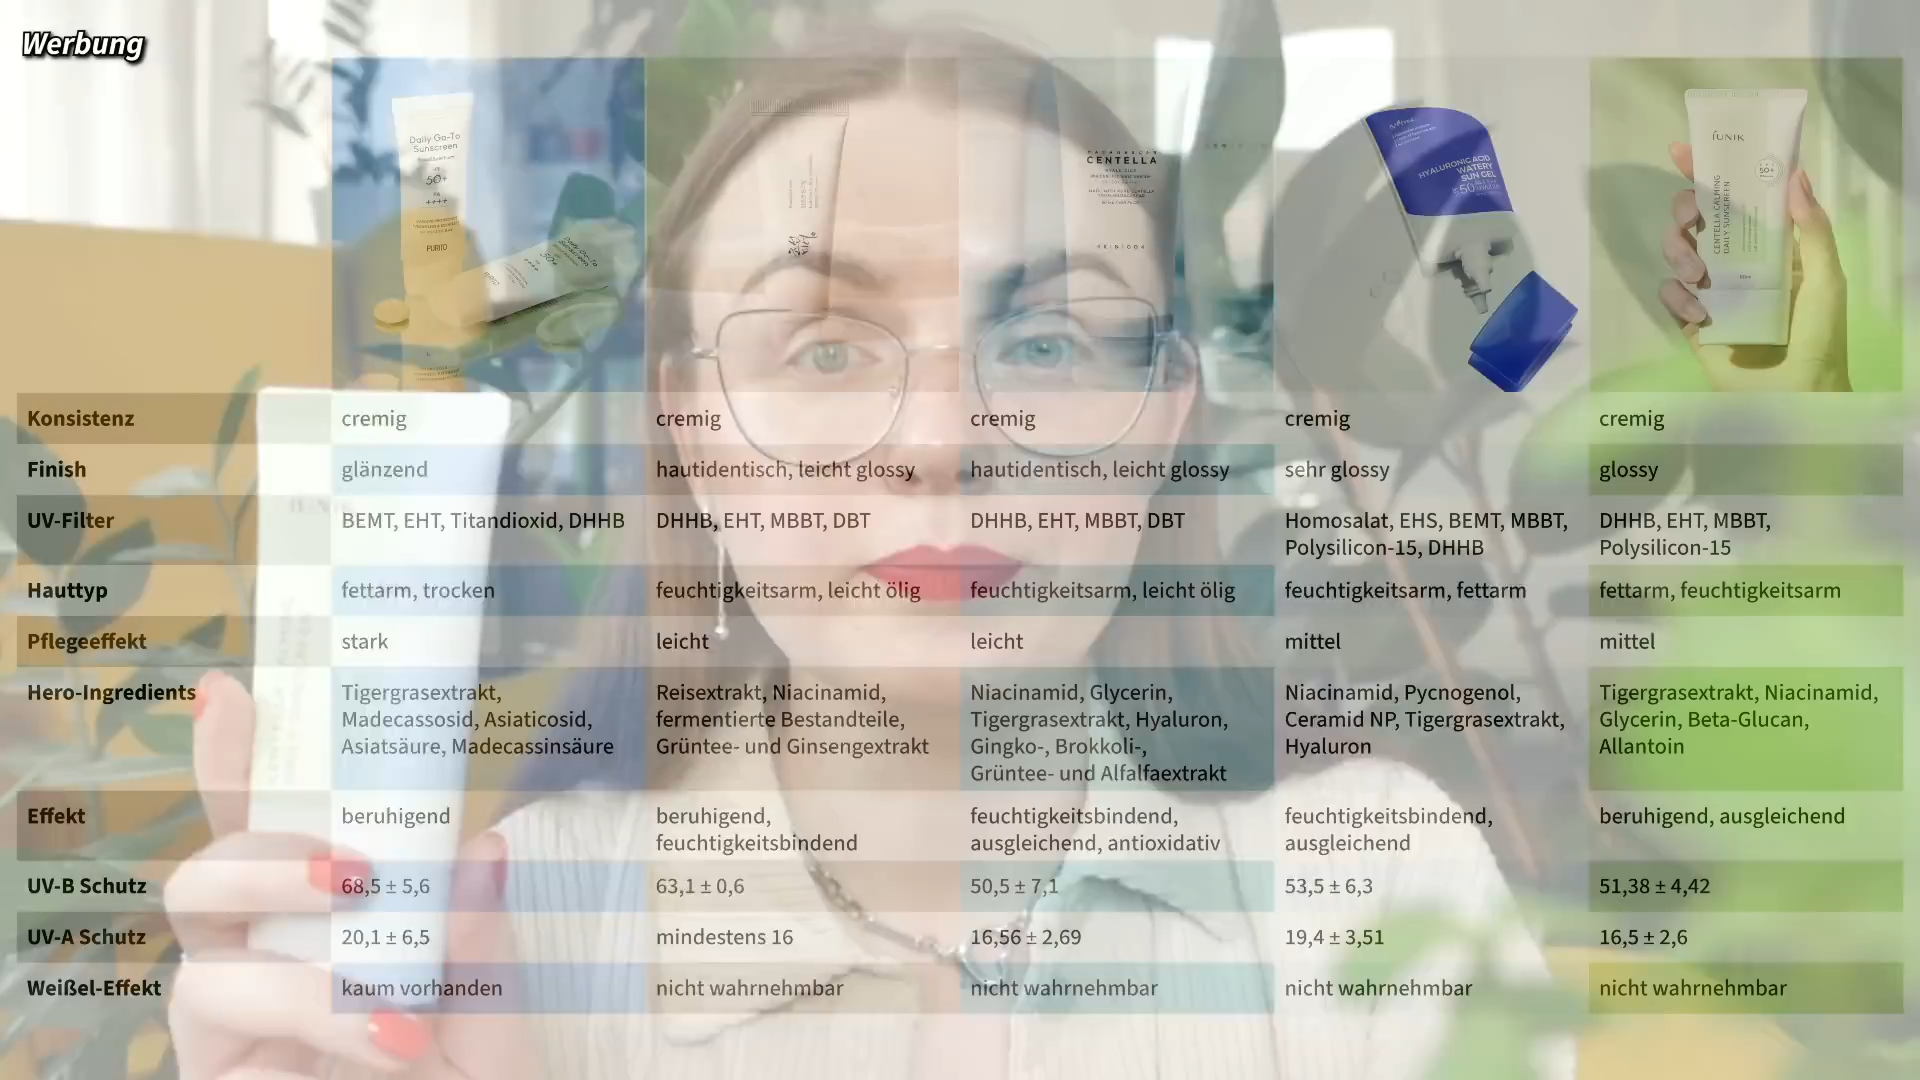 Werbung
Daily Go-To
Sunscreen
50+
PA
++++
PURITO
Daily Go-To
Sunscreen
50+
CENTELLA
SKIN1004
HYALURONIC ACID
WATERY
SUN GEL
50
iUNIK
50+
CENTELLA CALMING
DAILY SUNSCREEN
Konsistenz cremig cremig cremig cremig cremig
Finish glänzend hautidentisch, leicht glossy hautidentisch, leicht glossy sehr glossy glossy
UV-Filter BEMT, EHT, Titandioxid, DHHB DHHB, EHT, MBBT, DBT DHHB, EHT, MBBT, DBT Homosalat, EHS, BEMT, MBBT, DHHB, EHT, MBBT,
Polysilicon-15, DHHB Polysilicon-15
Hauttyp fettarm, trocken feuchtigkeitsarm, leicht ölig feuchtigkeitsarm, leicht ölig feuchtigkeitsarm, fettarm fettarm, feuchtigkeitsarm
Pflegeeffekt stark leicht leicht mittel mittel
Hero-Ingredients Tigergrasextrakt, Reisextrakt, Niacinamid, Niacinamid, Glycerin, Niacinamid, Pycnogenol, Tigergrasextrakt, Niacinamid,
Madecassosid, Asiaticosid, fermentierte Bestandteile, Tigergrasextrakt, Hyaluron, Ceramid NP, Tigergrasextrakt, Glycerin, Beta-Glucan,
Asiatsäure, Madecassinsäure Grüntee- und Ginsengextrakt Gingko-, Brokkoli-, Hyaluron Allantoin
Grüntee- und Alfalfaextrakt
Effekt beruhigend beruhigend, feuchtigkeitsbindend, feuchtigkeitsbindend, beruhigend, ausgleichend
feuchtigkeitsbindend ausgleichend, antioxidativ ausgleichend
UV-B Schutz 68,5 ± 5,6 63,1 ± 0,6 50,5 ± 7,1 53,5 ± 6,3 51,38 ± 4,42
UV-A Schutz 20,1 ± 6,5 mindestens 16 16,56 ± 2,69 19,4 ± 3,51 16,5 ± 2,6
Weißel-Effekt kaum vorhanden nicht wahrnehmbar nicht wahrnehmbar nicht wahrnehmbar nicht wahrnehmbar